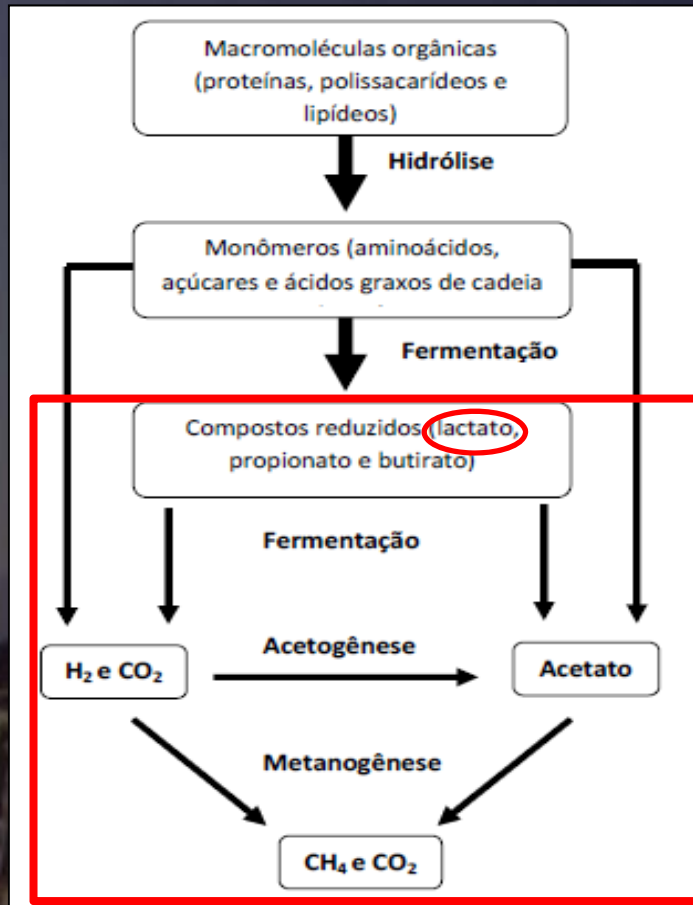 Macromoléculas orgânicas
(proteínas, polissacarídeos e
lipídeos)
Hidrólise
Monômeros (aminoácidos,
açúcares e ácidos graxos de cadeia
Fermentação
Compostos reduzidos (lactato,
propionato e butirato)
Fermentação
H₂ e CO₂
Acetogênese
Acetato
Metanogênese
CH₄ e CO₂